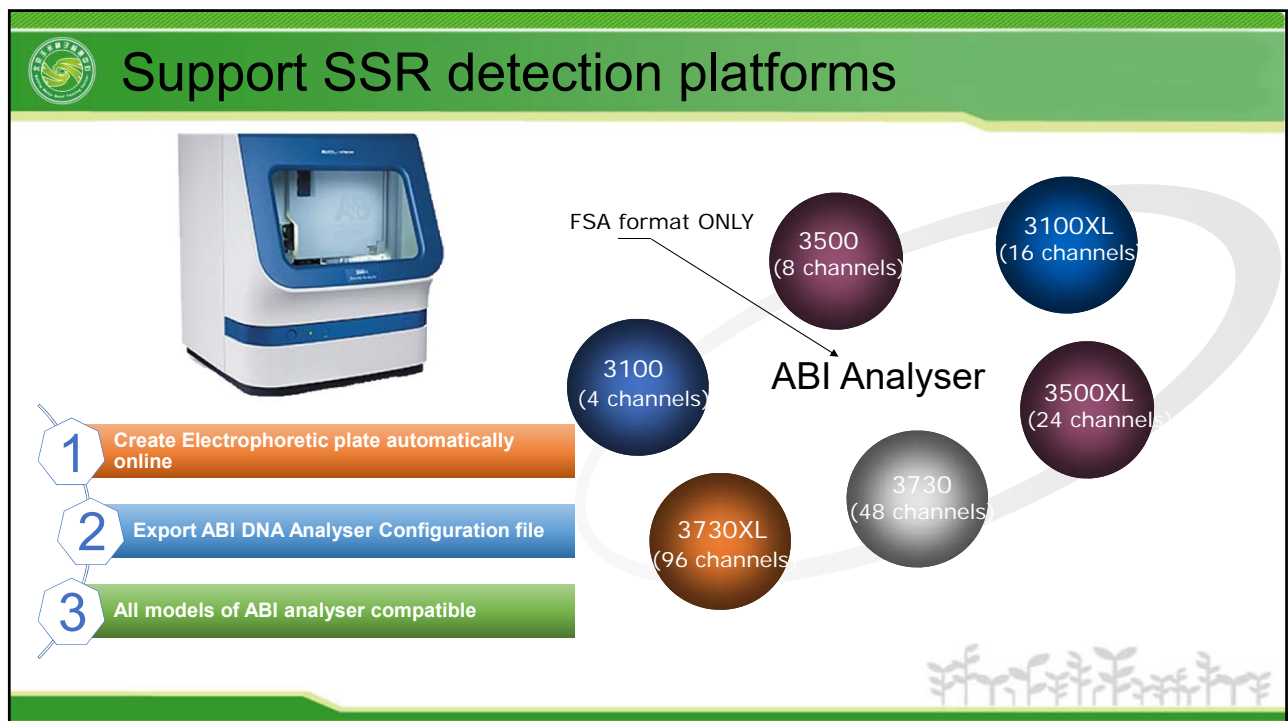 Support SSR detection platforms
FSA format ONLY
3500
(8 channels)
3100XL
(16 channels)
3100
(4 channels)
ABI Analyser
3500XL
(24 channels)
3730
(48 channels)
3730XL
(96 channels)
1
Create Electrophoretic plate automatically
online
2
Export ABI DNA Analyser Configuration file
3
All models of ABI analyser compatible